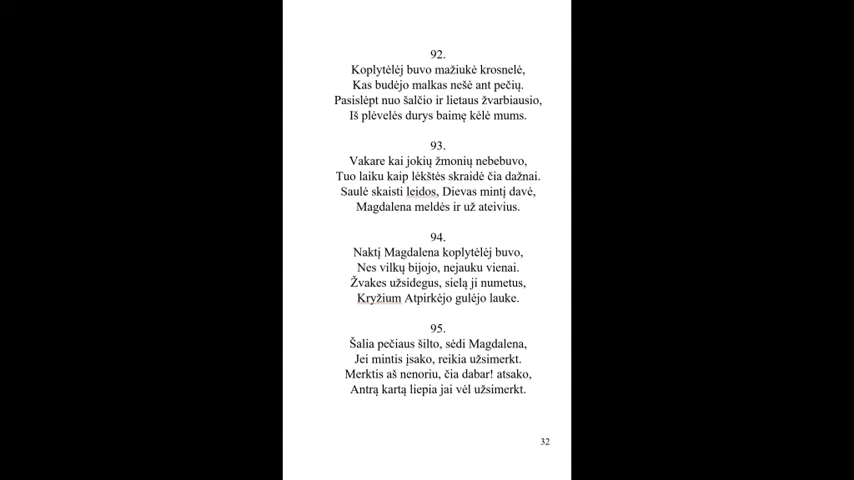 92.
Koplytėlėj buvo mažiukė krosnelė,
Kas budėjo malkas nešė ant pečių.
Pasislėpt nuo šalčio ir lietaus žvarbiausio,
Iš plėvelės durys baimę kėlė mums.
93.
Vakare kai jokių žmonių nebebuvo,
Tuo laiku kaip lėkštės skraidė čia dažnai.
Saulė skaisti leidos, Dievas mintį davė,
Magdalena meldės ir už ateivius.
94.
Naktį Magdalena koplytėlėj buvo,
Nes vilkų bijojo, nejauku vienai.
Žvakes užsidegus, sielą ji numetus,
Kryžium Atpirkėjo gulėjo lauke.
95.
Šalia pečiaus šilto, sėdi Magdalena,
Jei mintis įsako, reikia užsimerkt.
Merktis aš nenoriu, čia dabar! atsako,
Antrą kartą liepia jai vėl užsimerkt.
32